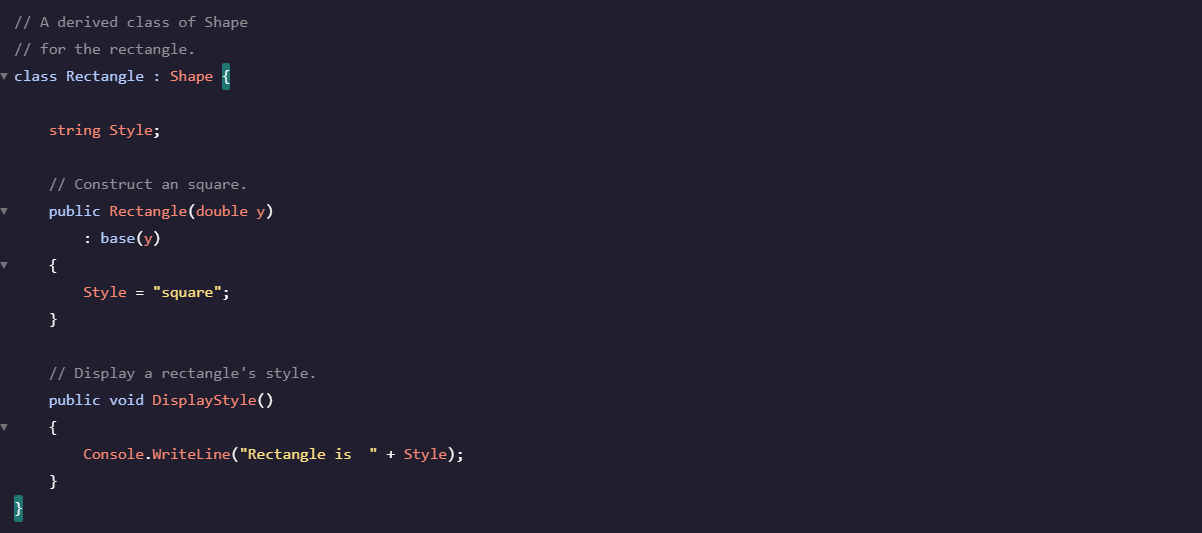 // A derived class of Shape
// for the rectangle.
class Rectangle : Shape {
string Style;
// Construct an square.
public Rectangle(double y)
: base(y)
{
Style = "square";
}
// Display a rectangle's style.
public void DisplayStyle()
{
Console.WriteLine("Rectangle is  " + Style);
}
}